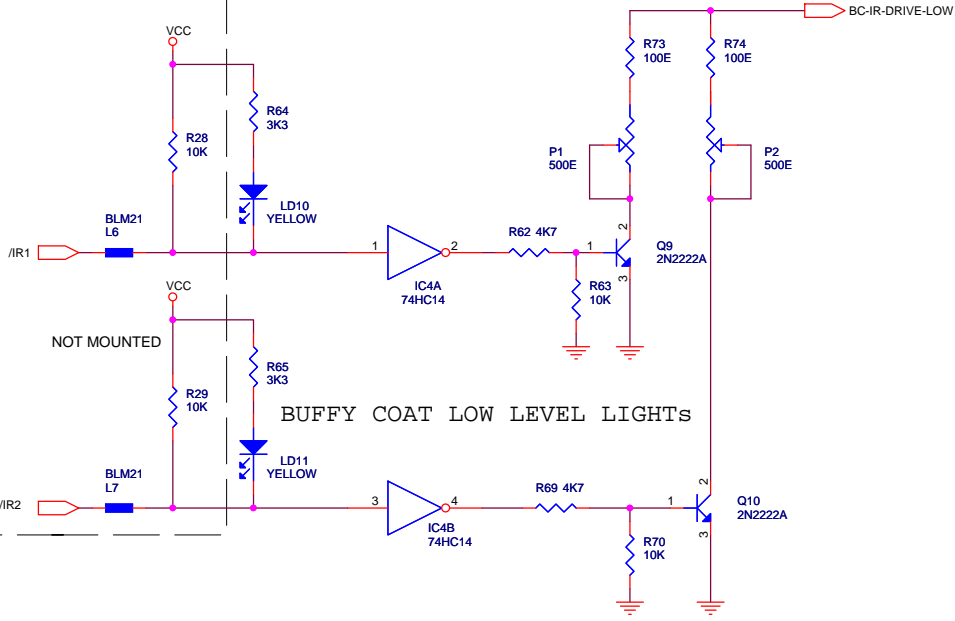 BC-IR-DRIVE-LOW
VCC
R73
100E
R74
100E
R64
3K3
R28
10K
P1
500E
P2
500E
LD10
YELLOW
BLM21
L6
/IR1
1
2
R62 4K7
1
2
3
Q9
2N2222A
IC4A
74HC14
R63
10K
VCC
NOT MOUNTED
R65
3K3
R29
10K
BUFFY COAT LOW LEVEL LIGHTs
LD11
YELLOW
BLM21
L7
/IR2
3
4
R69 4K7
1
2
3
Q10
2N2222A
IC4B
74HC14
R70
10K